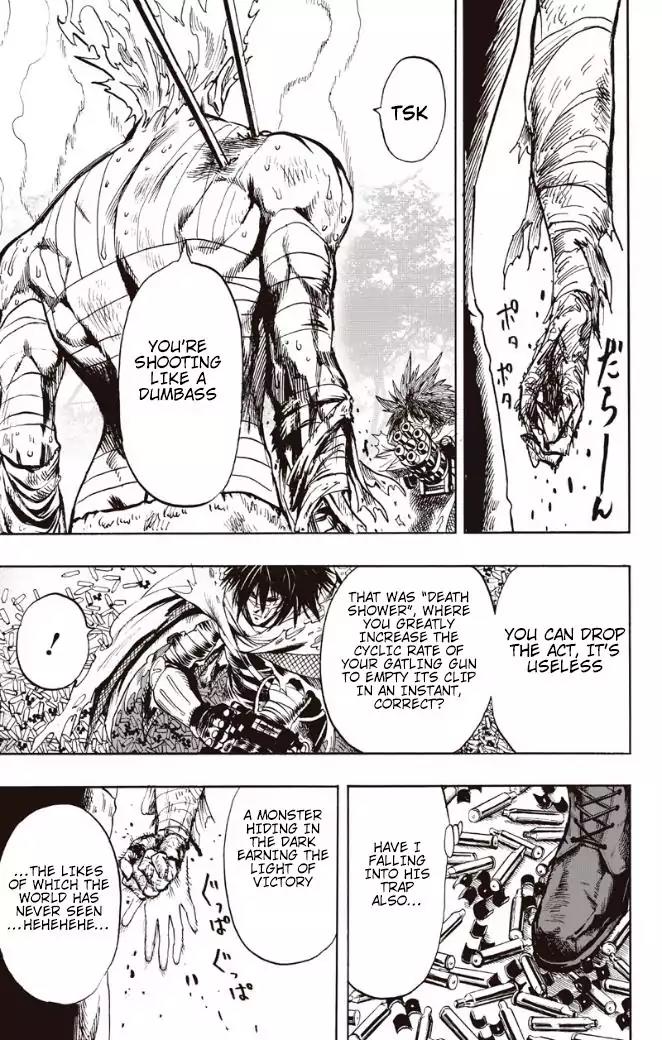 だらーん
ポタ
ポタ
TSK
YOU'RE
SHOOTING
LIKE A
DUMBASS
YOU CAN DROP
THE ACT, IT'S
USELESS
THAT WAS "DEATH
SHOWER", WHERE
YOU GREATLY
INCREASE THE
CYCLIC RATE OF
YOUR GATLING GUN
TO EMPTY ITS CLIP
IN AN INSTANT,
CORRECT?
!
HAVE I
FALLING
INTO HIS
TRAP
ALSO...
A MONSTER
HIDING IN
THE DARK
EARNING THE
LIGHT OF
VICTORY
ぐっぱ
ぐっぱ
...THE LIKES
OF WHICH THE
WORLD HAS
NEVER SEEN
...HEHEHEHE...